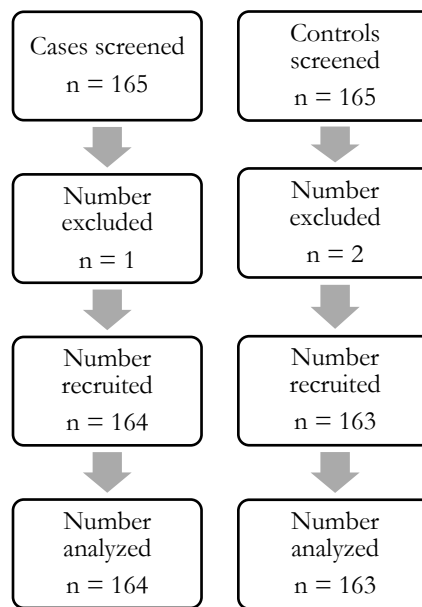 Cases screened
n = 165
Number
excluded
n = 1
Number
recruited
n = 164
Number
analyzed
n = 164
Controls
screened
n = 165
Number
excluded
n = 2
Number
recruited
n = 163
Number
analyzed
n = 163